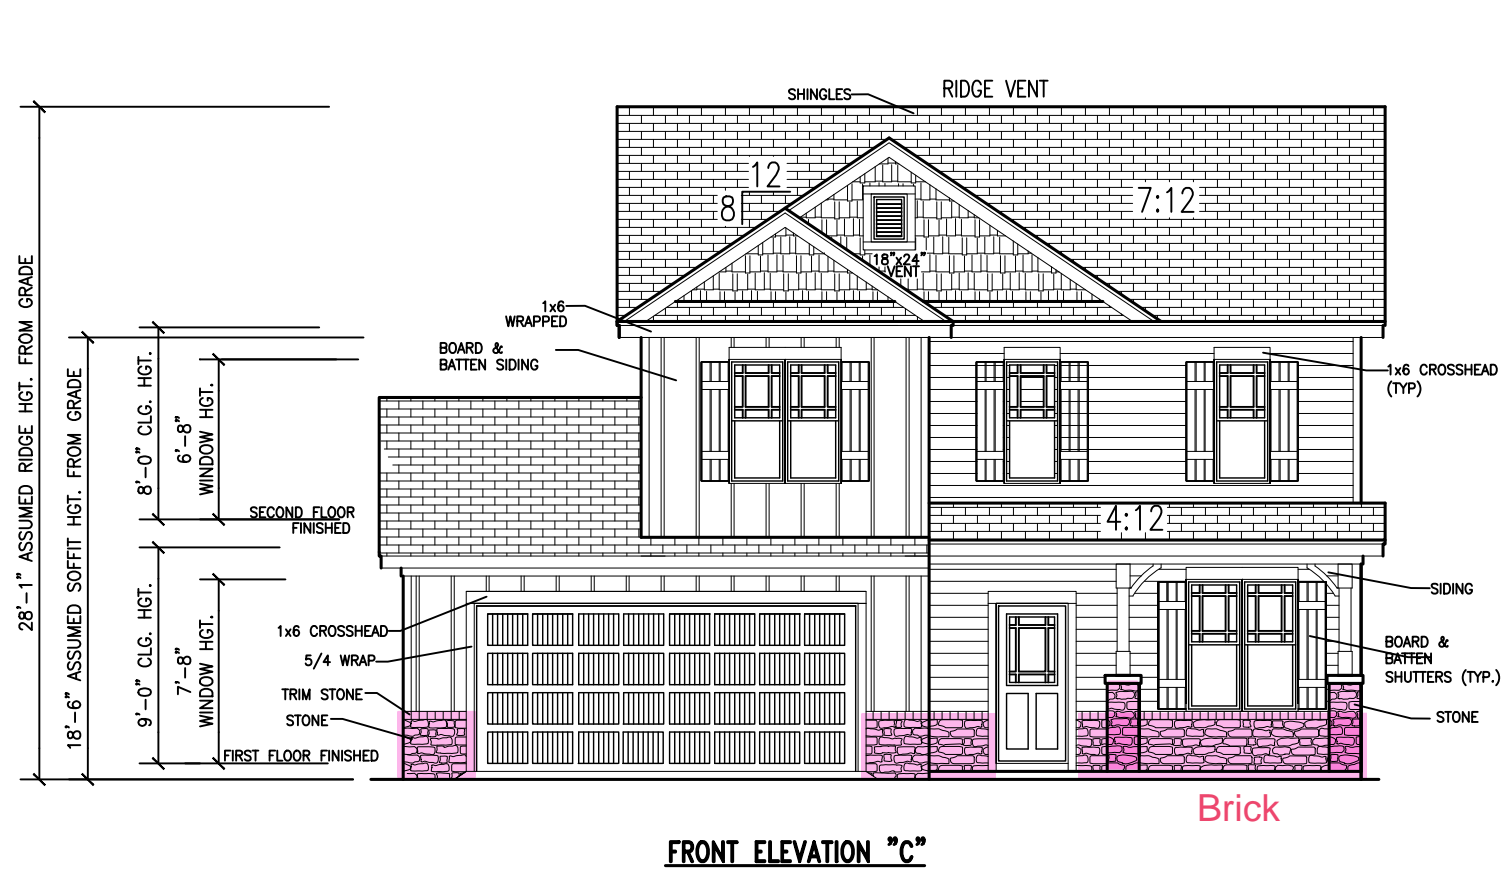 RIDGE VENT
SHINGLES
12
8
7:12
18"x24"
VENT
1x6
WRAPPED
BOARD &
BATTEN SIDING
1x6 CROSSHEAD
(TYP)
28'-1" ASSUMED RIDGE HGT. FROM GRADE
18'-6" ASSUMED SOFFIT HGT. FROM GRADE
8'-0" CLG. HGT.
6'-8"
WINDOW HGT.
SECOND FLOOR
FINISHED
4:12
9'-0" CLG. HGT.
7'-8"
WINDOW HGT.
SIDING
1x6 CROSSHEAD
5/4 WRAP
BOARD &
BATTEN
SHUTTERS (TYP.)
TRIM STONE
STONE
STONE
FIRST FLOOR FINISHED
Brick
FRONT ELEVATION "C"